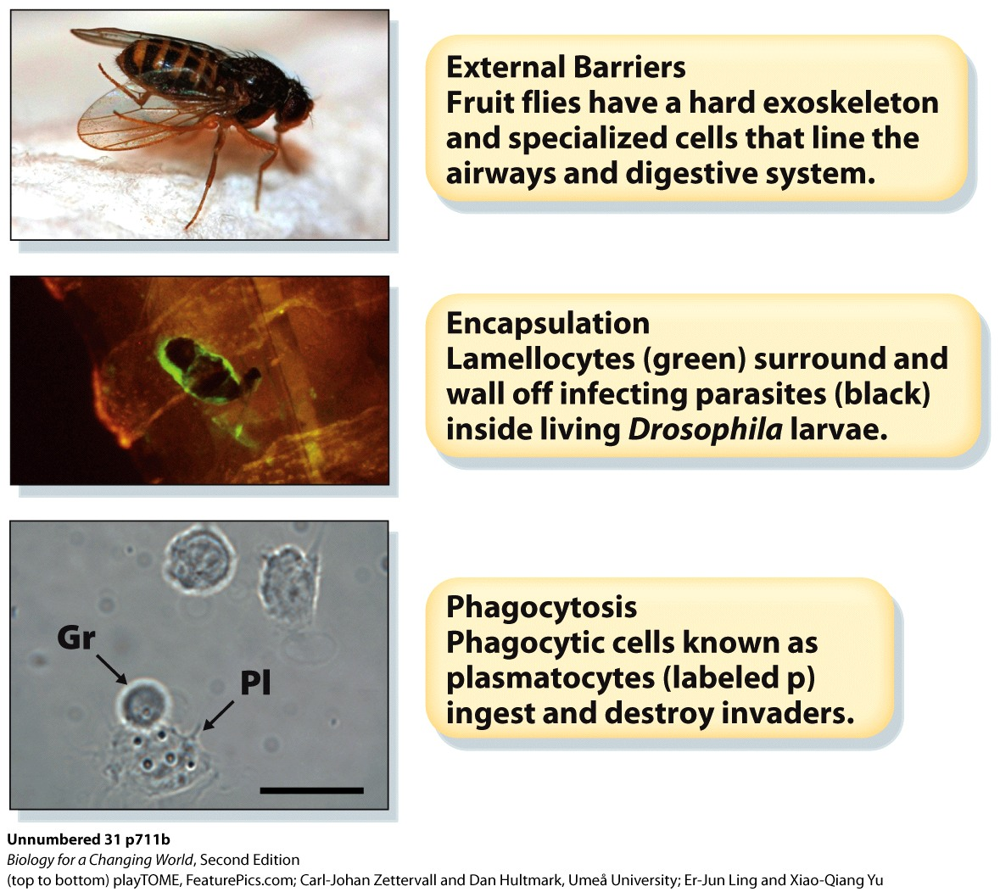 External Barriers
Fruit flies have a hard exoskeleton
and specialized cells that line the
airways and digestive system.
Encapsulation
Lamellocytes (green) surround and
wall off infecting parasites (black)
inside living Drosophila larvae.
Gr
Pl
Phagocytosis
Phagocytic cells known as
plasmatocytes (labeled p)
ingest and destroy invaders.
Unnumbered 31 p711b
Biology for a Changing World, Second Edition
(top to bottom) playTOME, FeaturePics.com; Carl-Johan Zettervall and Dan Hultmark, Umeå University; Er-Jun Ling and Xiao-Qiang Yu